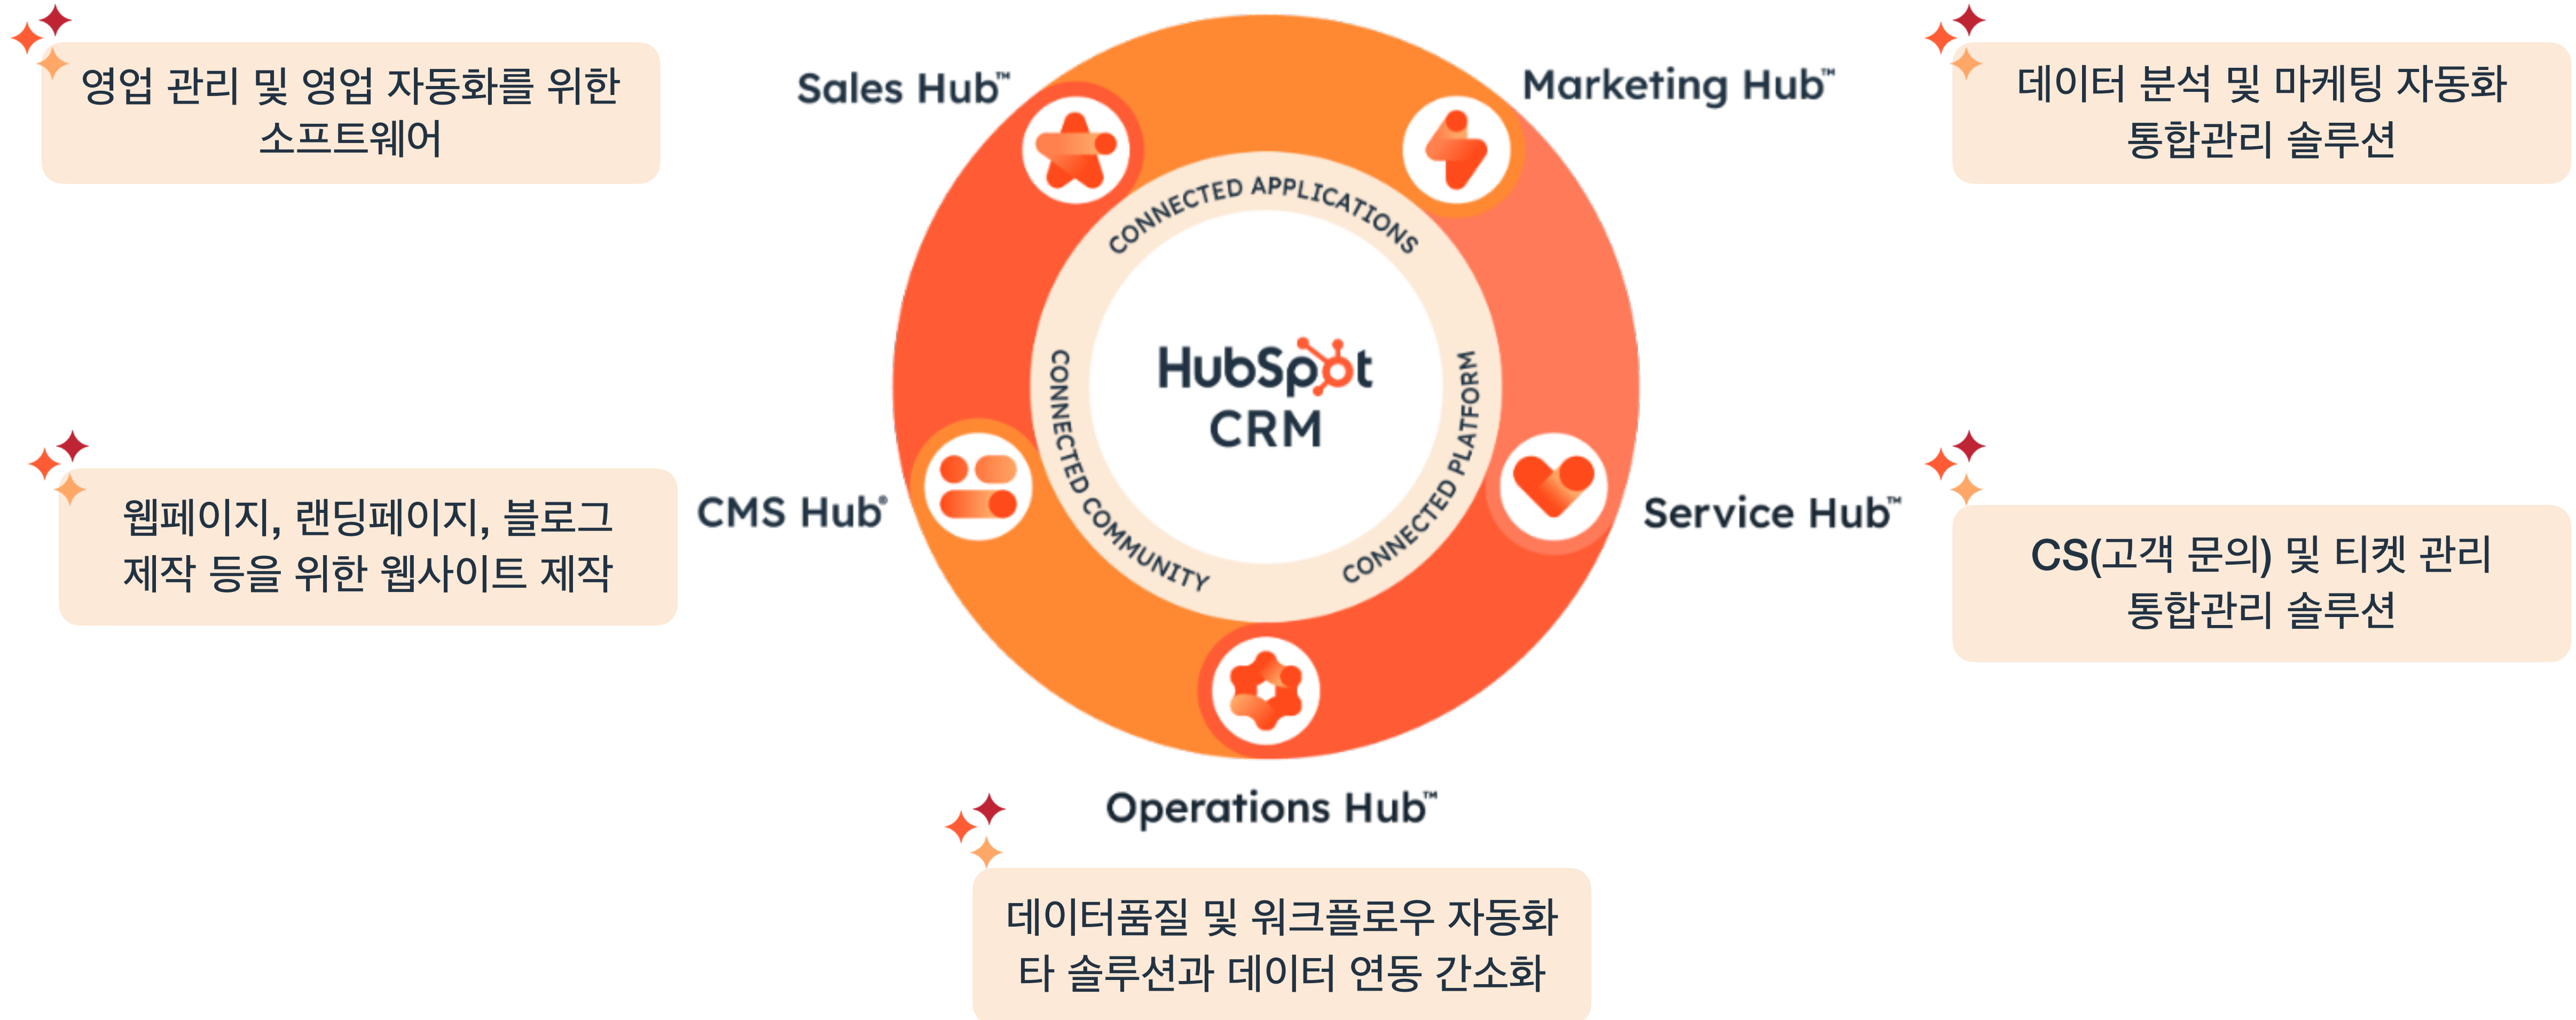 영업 관리 및 영업 자동화를 위한
소프트웨어
Sales Hub™
Marketing Hub™
데이터 분석 및 마케팅 자동화
통합관리 솔루션
CONNECTED APPLICATIONS
CONNECTED COMMUNITY
CONNECTED PLATFORM
HubSpot
CRM
웹페이지, 랜딩페이지, 블로그
제작 등을 위한 웹사이트 제작
CMS Hub®
Service Hub™
CS(고객 문의) 및 티켓 관리
통합관리 솔루션
Operations Hub™
데이터품질 및 워크플로우 자동화
타 솔루션과 데이터 연동 간소화